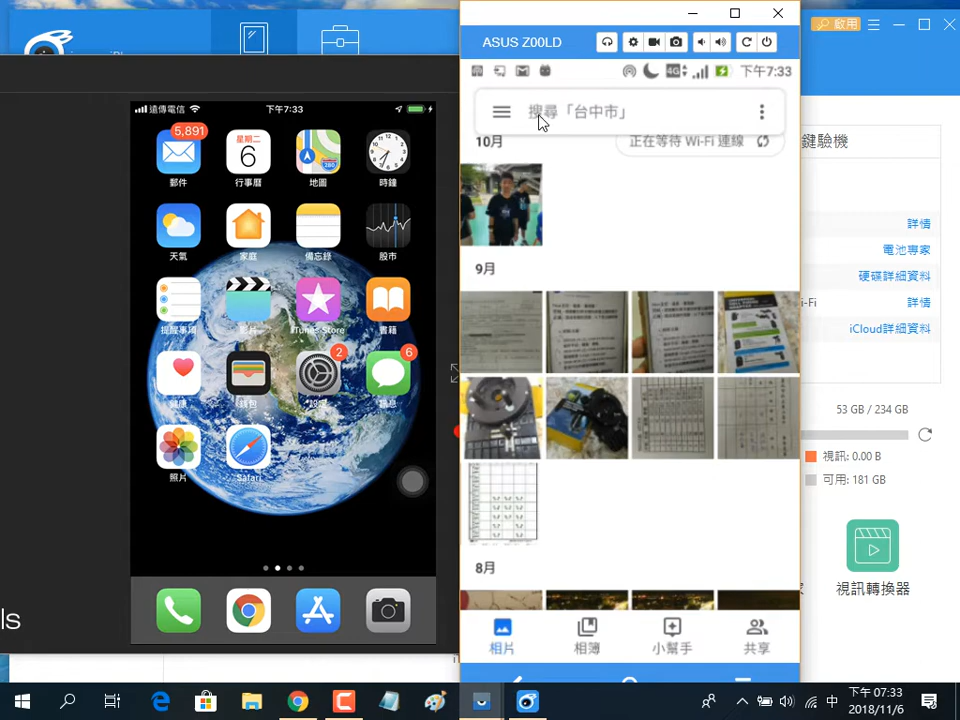 ASUS Z00LD
啟用
遠傳電信
下午7:33
下午7:33
搜尋「台中市」
10月
正在等待 Wi-Fi 連線
鍵驗機
5,891
星期二
6
280
郵件
行事曆
地圖
時鐘
9月
詳情
電池專家
硬碟詳細資料
i-Fi
詳情
iCloud詳細資料
天氣
家庭
備忘錄
股市
提醒事項
影片
iTunes Store
書籍
2
6
健康
錢包
設定
訊息
53 GB / 234 GB
視訊: 0.00 B
可用: 181 GB
照片
Safari
8月
視訊轉換器
ls
相片
相簿
小幫手
共享
中
下午 07:33
2018/11/6